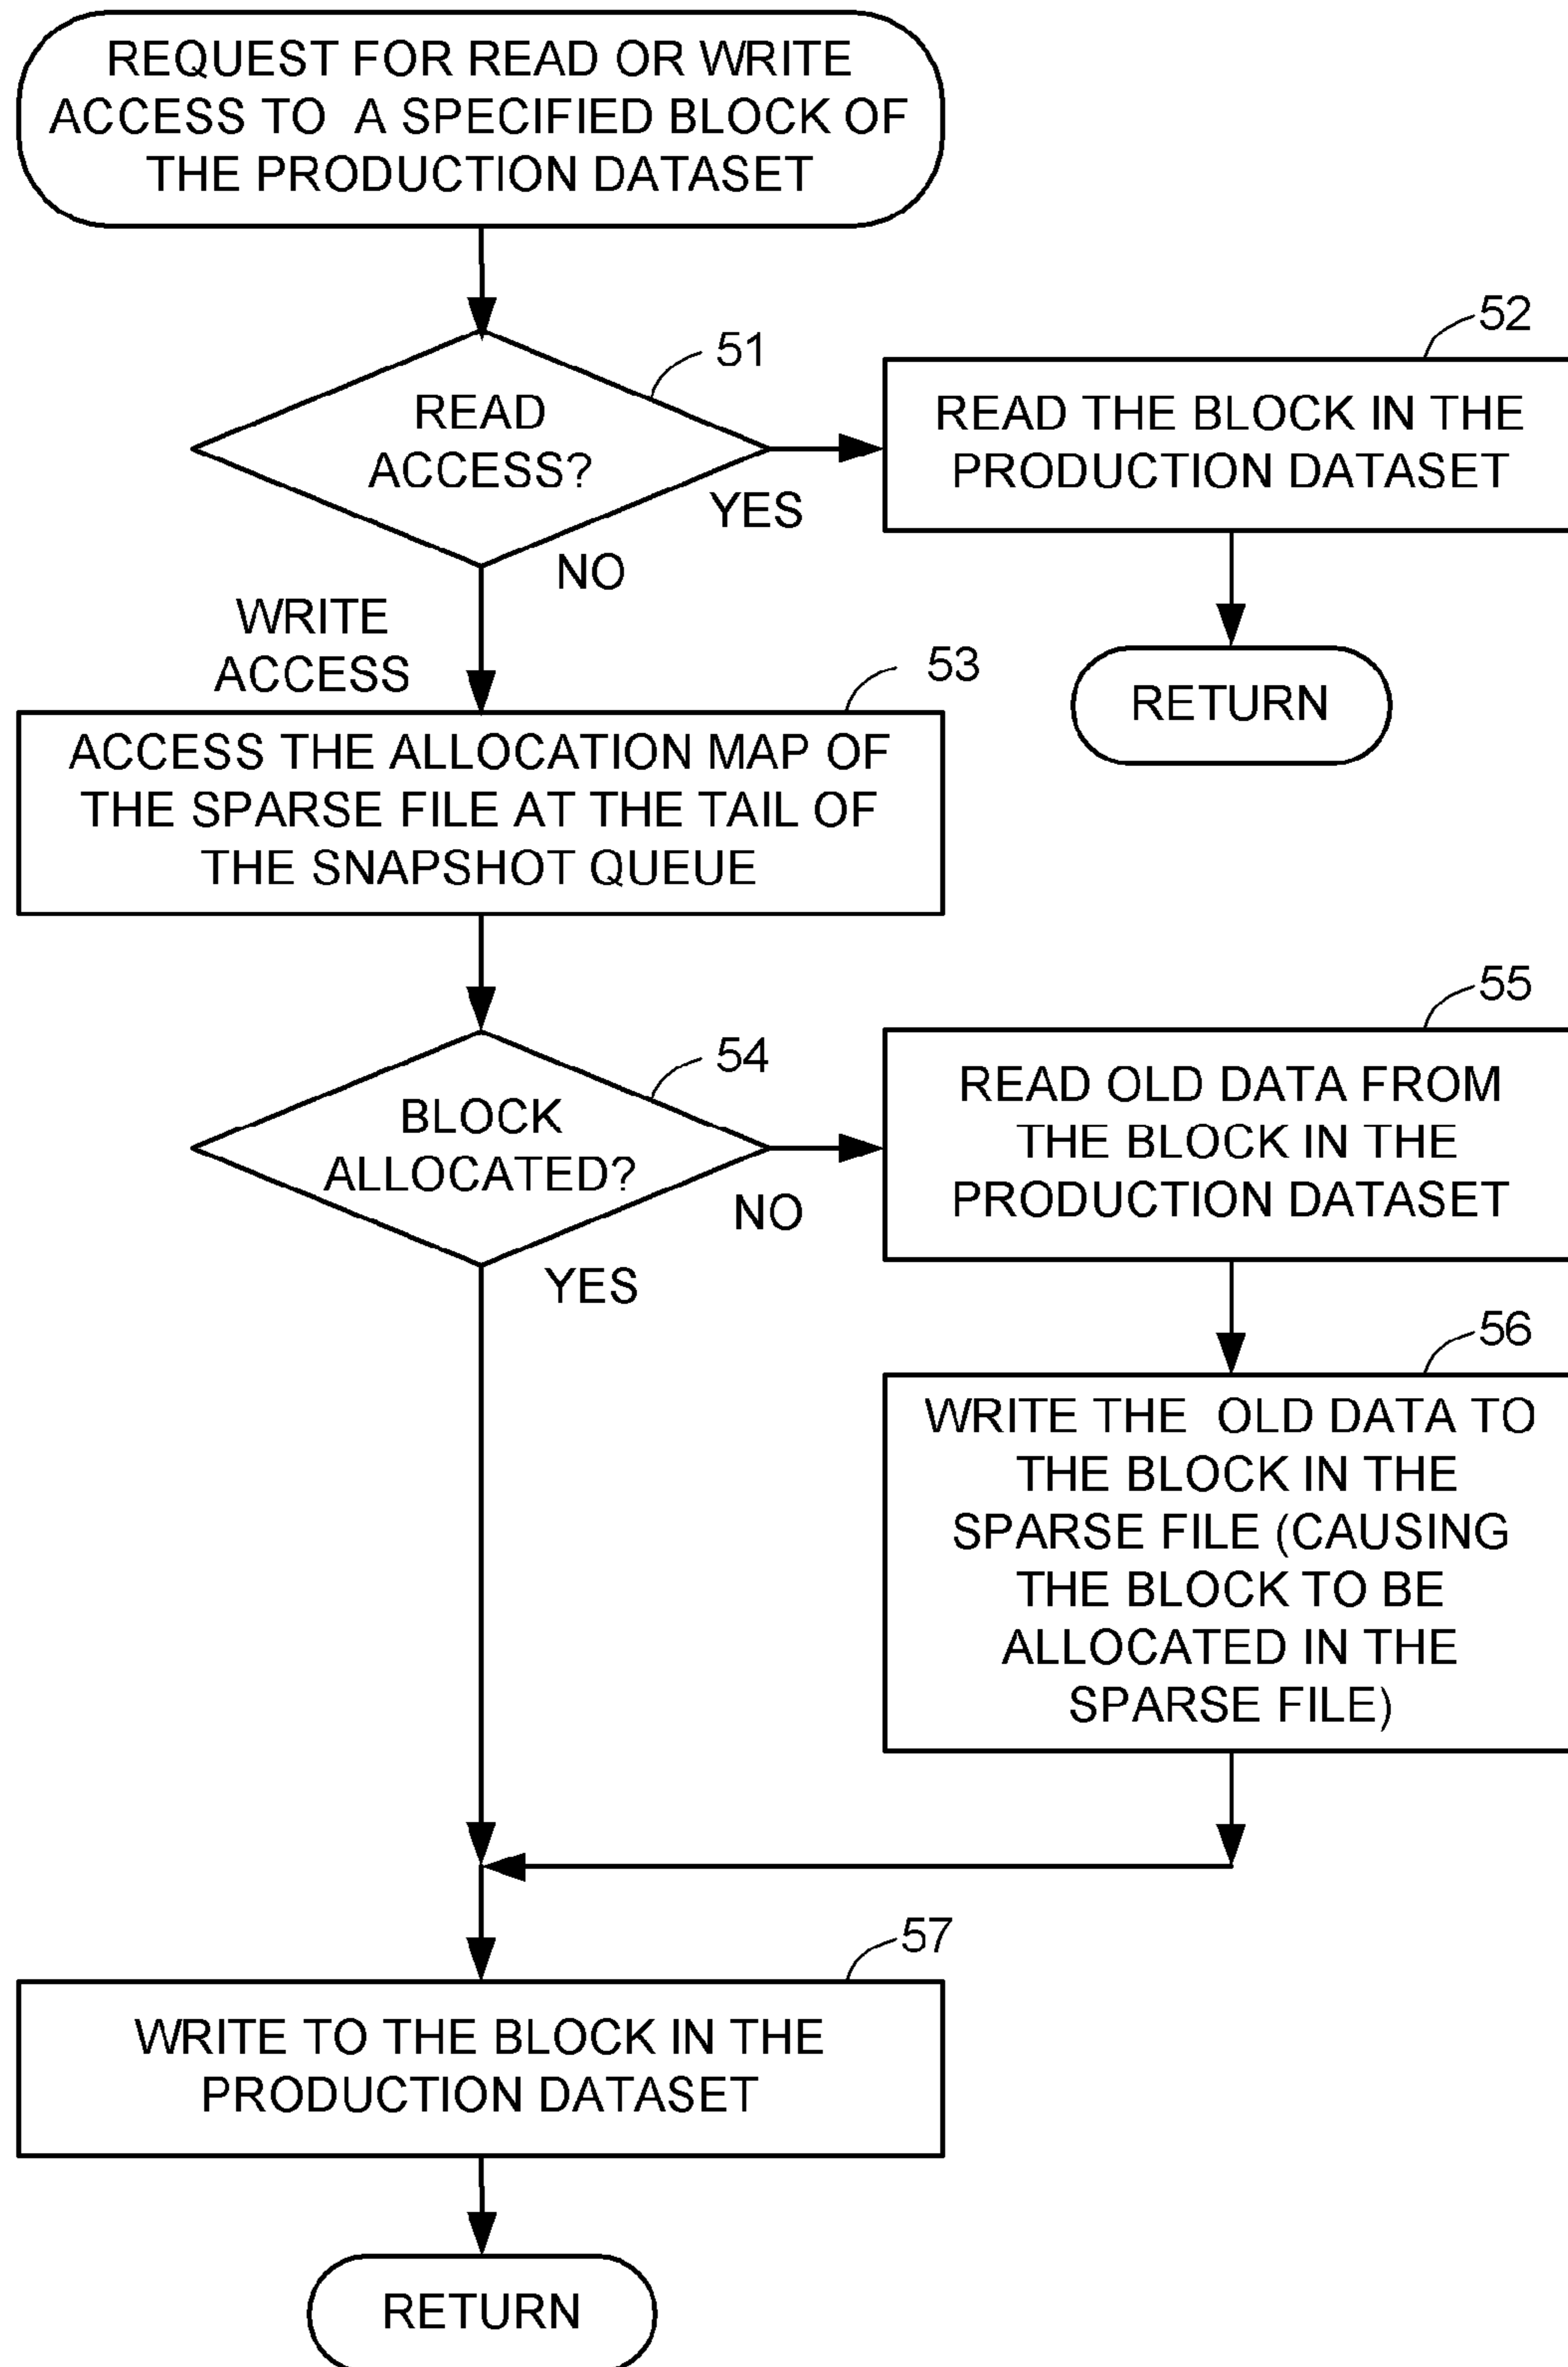 REQUEST FOR READ OR WRITE
ACCESS TO A SPECIFIED BLOCK OF
THE PRODUCTION DATASET
51
READ
ACCESS?
YES
NO
52
READ THE BLOCK IN THE
PRODUCTION DATASET
RETURN
WRITE
ACCESS
53
ACCESS THE ALLOCATION MAP OF
THE SPARSE FILE AT THE TAIL OF
THE SNAPSHOT QUEUE
54
BLOCK
ALLOCATED?
NO
YES
55
READ OLD DATA FROM
THE BLOCK IN THE
PRODUCTION DATASET
56
WRITE THE OLD DATA TO
THE BLOCK IN THE
SPARSE FILE (CAUSING
THE BLOCK TO BE
ALLOCATED IN THE
SPARSE FILE)
57
WRITE TO THE BLOCK IN THE
PRODUCTION DATASET
RETURN